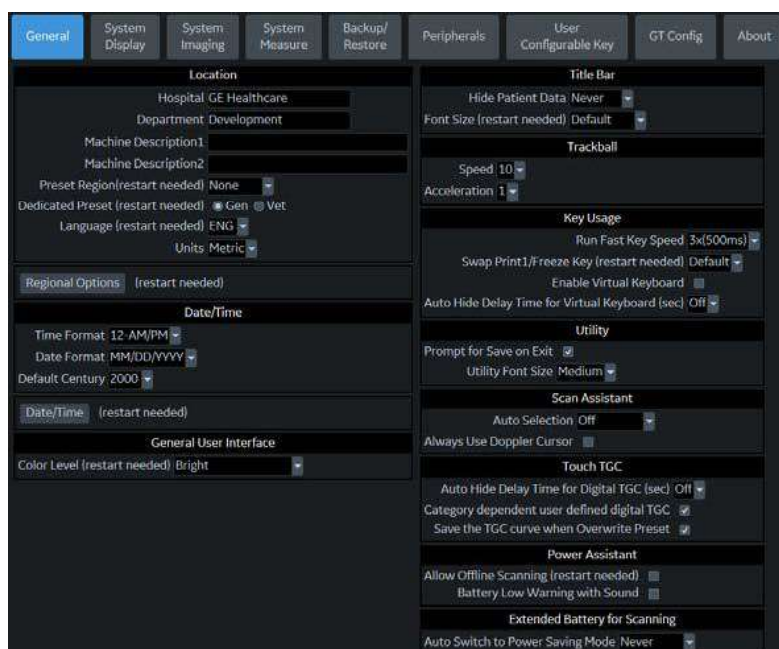 General
System Display
System Imaging
System Measure
Backup/ Restore
Peripherals
User Configurable Key
GT Config
About
Location
Hospital GE Healthcare
Department Development
Machine Description1
Machine Description2
Preset Region(restart needed) None
Dedicated Preset (restart needed) Gen Vet
Language (restart needed) ENG
Units Metric
Regional Options (restart needed)
Date/Time
Time Format 12-AM/PM
Date Format MM/DD/YYYY
Default Century 2000
Date/Time (restart needed)
General User Interface
Color Level (restart needed) Bright
Title Bar
Hide Patient Data Never
Font Size (restart needed) Default
Trackball
Speed 10
Acceleration 1
Key Usage
Run Fast Key Speed 3x(500ms)
Swap Print1/Freeze Key (restart needed) Default
Enable Virtual Keyboard
Auto Hide Delay Time for Virtual Keyboard (sec) Off
Utility
Prompt for Save on Exit
Utility Font Size Medium
Scan Assistant
Auto Selection Off
Always Use Doppler Cursor
Touch TGC
Auto Hide Delay Time for Digital TGC (sec) Off
Category dependent user defined digital TGC
Save the TGC curve when Overwrite Preset
Power Assistant
Allow Offline Scanning (restart needed)
Battery Low Warning with Sound
Extended Battery for Scanning
Auto Switch to Power Saving Mode Never